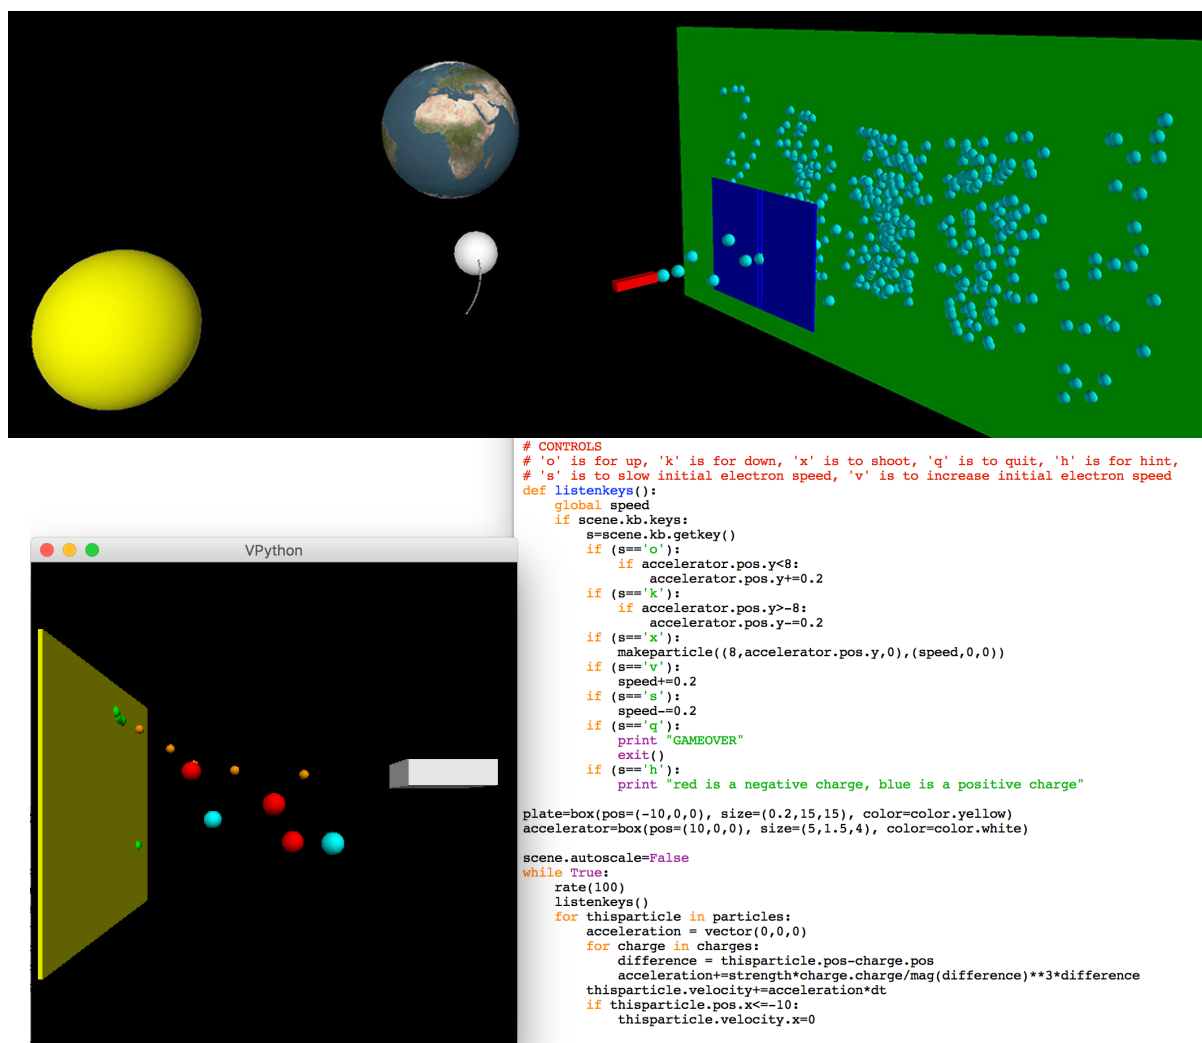 # CONTROLS
# 'o' is for up, 'k' is for down, 'x' is to shoot, 'q' is to quit, 'h' is for hint,
# 's' is to slow initial electron speed, 'v' is to increase initial electron speed
def listenkeys():
    global speed
    if scene.kb.keys:
        s=scene.kb.getkey()
        if (s=='o'):
            if accelerator.pos.y<8:
                accelerator.pos.y+=0.2
        if (s=='k'):
            if accelerator.pos.y>-8:
                accelerator.pos.y-=0.2
        if (s=='x'):
            makeparticle((8,accelerator.pos.y,0),(speed,0,0))
        if (s=='v'):
            speed+=0.2
        if (s=='s'):
            speed-=0.2
        if (s=='q'):
            print "GAMEOVER"
            exit()
        if (s=='h'):
            print "red is a negative charge, blue is a positive charge"

plate=box(pos=(-10,0,0), size=(0.2,15,15), color=color.yellow)
accelerator=box(pos=(10,0,0), size=(5,1.5,4), color=color.white)

scene.autoscale=False
while True:
    rate(100)
    listenkeys()
    for thisparticle in particles:
        acceleration = vector(0,0,0)
        for charge in charges:
            difference = thisparticle.pos-charge.pos
            acceleration+=strength*charge.charge/mag(difference)**3*difference
        thisparticle.velocity+=acceleration*dt
        if thisparticle.pos.x<=-10:
            thisparticle.velocity.x=0
VPython